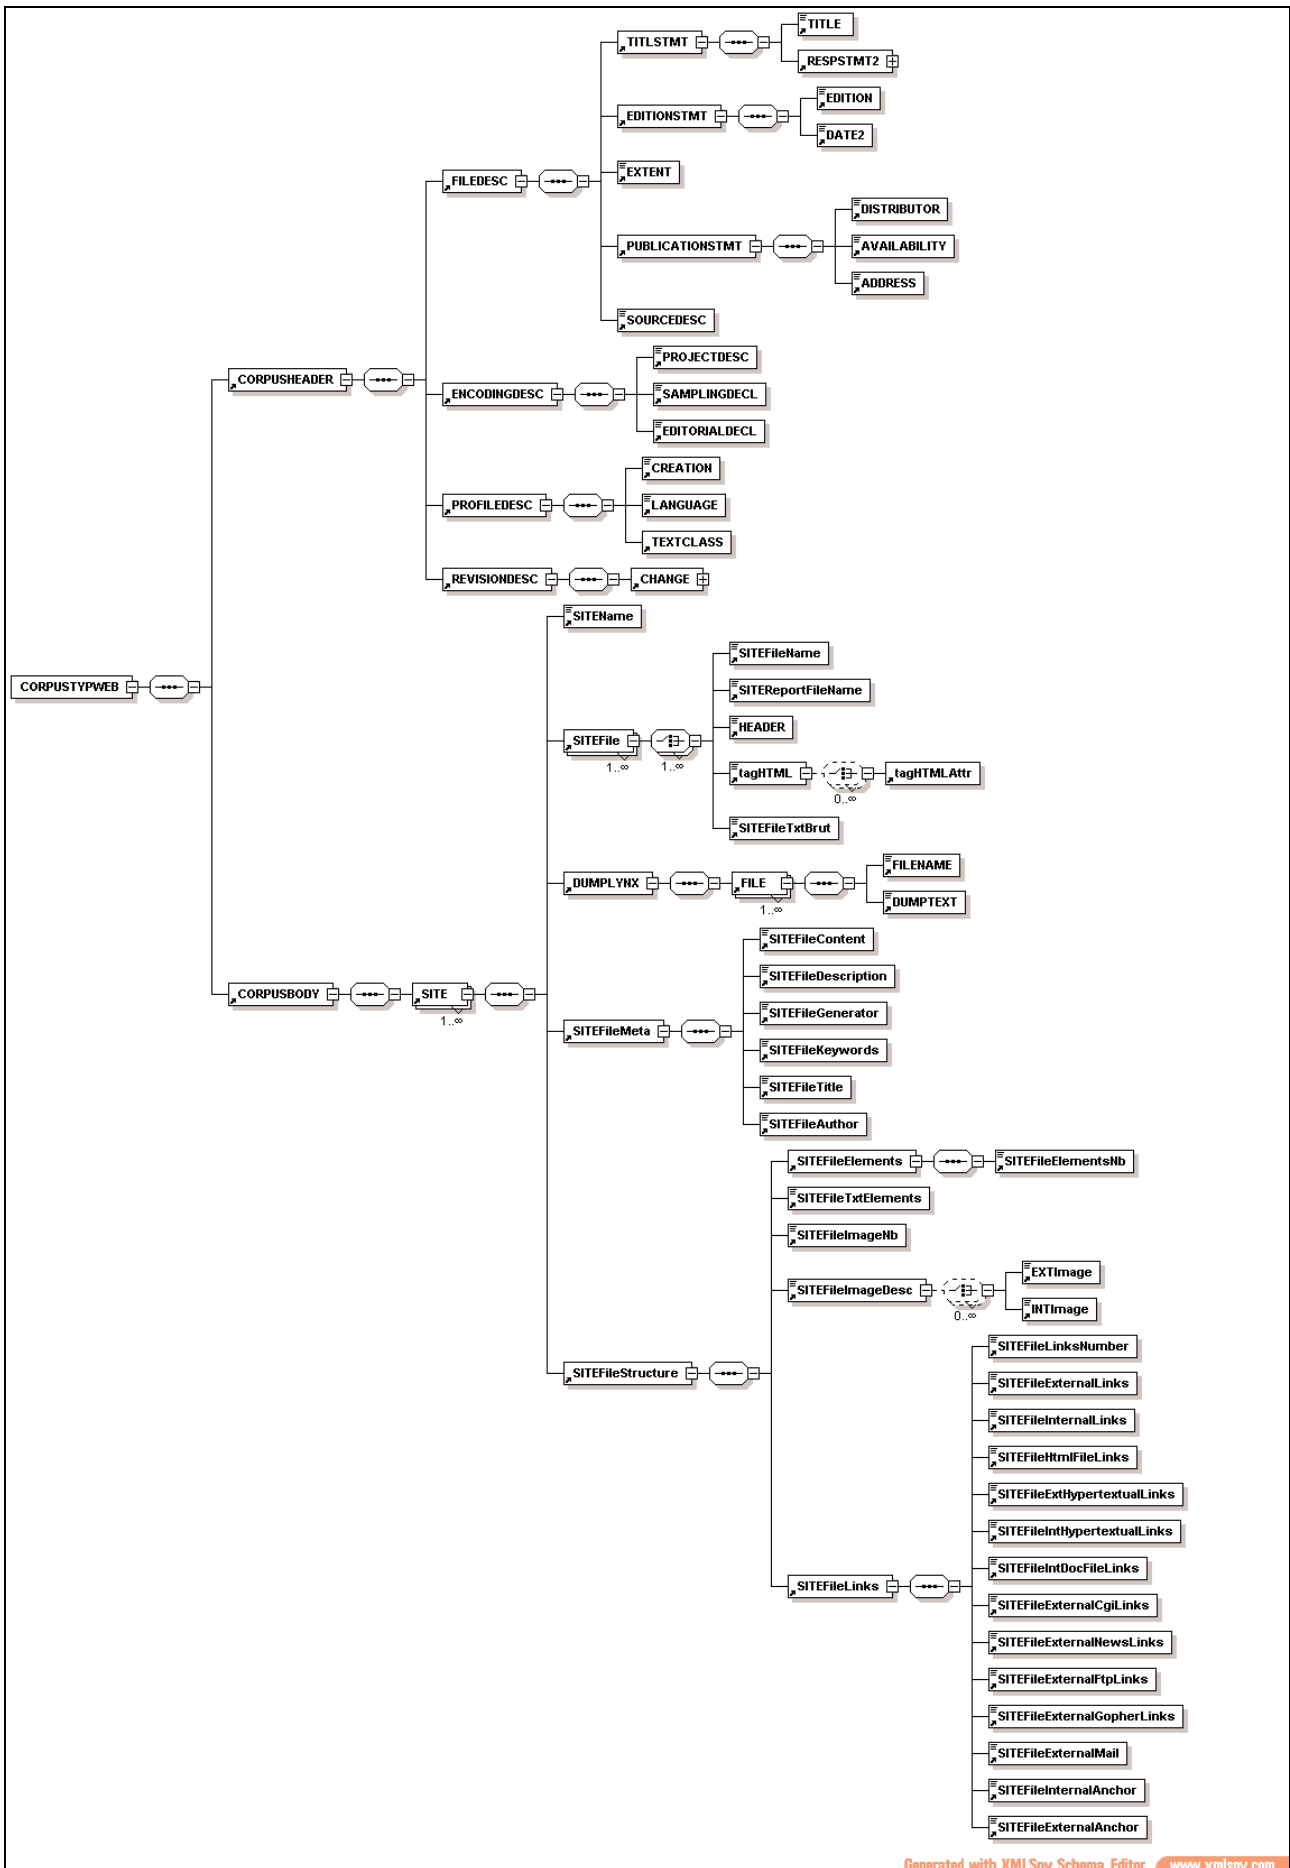 TITLE
TITLSTMT
RESPSTMT2
EDITION
EDITIONSTMT
DATE2
EXTENT
FILEDESC
DISTRIBUTOR
PUBLICATIONSTMT
AVAILABILITY
ADDRESS
SOURCEDESC
PROJECTDESC
CORPUSHEADER
ENCODINGDESC
SAMPLINGDECL
EDITORIALDECL
CREATION
PROFILEDESC
LANGUAGE
TEXTCLASS
REVISIONDESC
CHANGE
SITEName
SITEFileName
CORPUSTYPWEB
SITEReportFileName
HEADER
SITEFile
1..∞
1..∞
tagHTML
tagHTMLAttr
0..∞
SITEFileTxtBrut
FILENAME
DUMPLYNX
FILE
DUMPTEXT
1..∞
SITEFileContent
SITEFileDescription
CORPUSBODY
SITE
1..∞
SITEFileGenerator
SITEFileMeta
SITEFileKeywords
SITEFileTitle
SITEFileAuthor
SITEFileElements
SITEFileElementsNb
SITEFileTxtElements
SITEFileImageNb
EXTImage
SITEFileImageDesc
INTImage
0..∞
SITEFileLinksNumber
SITEFileStructure
SITEFileExternalLinks
SITEFileInternalLinks
SITEFileHtmlFileLinks
SITEFileExtHypertextualLinks
SITEFileIntHypertextualLinks
SITEFileIntDocFileLinks
SITEFileLinks
SITEFileExternalCgiLinks
SITEFileExternalNewsLinks
SITEFileExternalFtpLinks
SITEFileExternalGopherLinks
SITEFileExternalMail
SITEFileInternalAnchor
SITEFileExternalAnchor
Generated with XMLSpy Schema Editor www.xmlspy.com